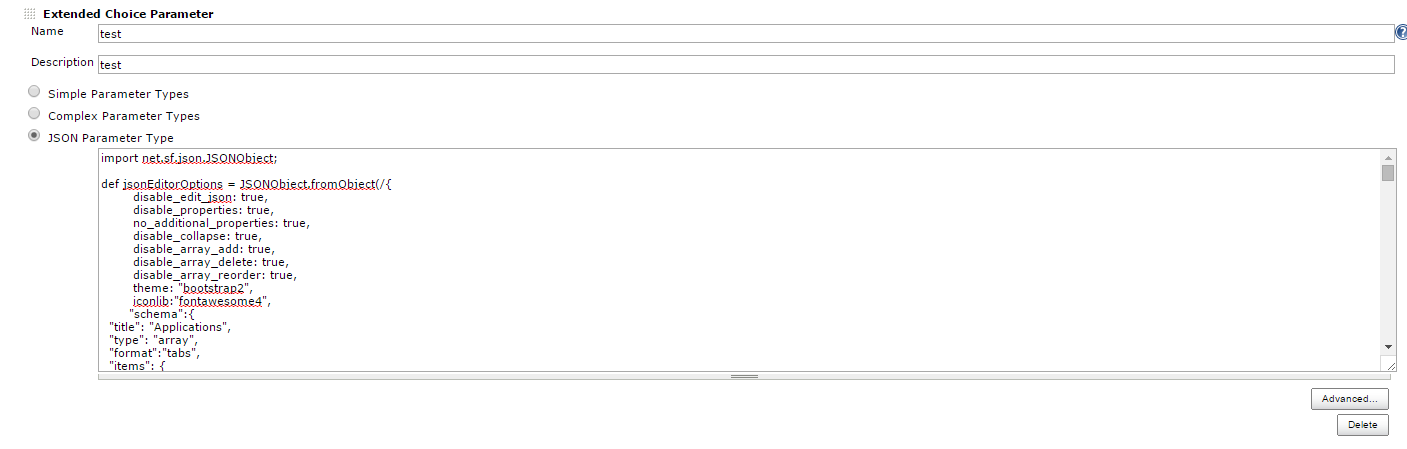 Extended Choice Parameter
Name
test
?
Description
test
Simple Parameter Types
Complex Parameter Types
JSON Parameter Type
import net.sf.json.JSONObject;
def jsonEditorOptions = JSONObject.fromObject(/{
disable_edit_json: true,
disable_properties: true,
no_additional_properties: true,
disable_collapse: true,
disable_array_add: true,
disable_array_delete: true,
disable_array_reorder: true,
theme: "bootstrap2",
iconlib:"fontawesome4",
"schema":{
"title": "Applications",
"type": "array",
"format":"tabs",
"items": {
Advanced...
Delete